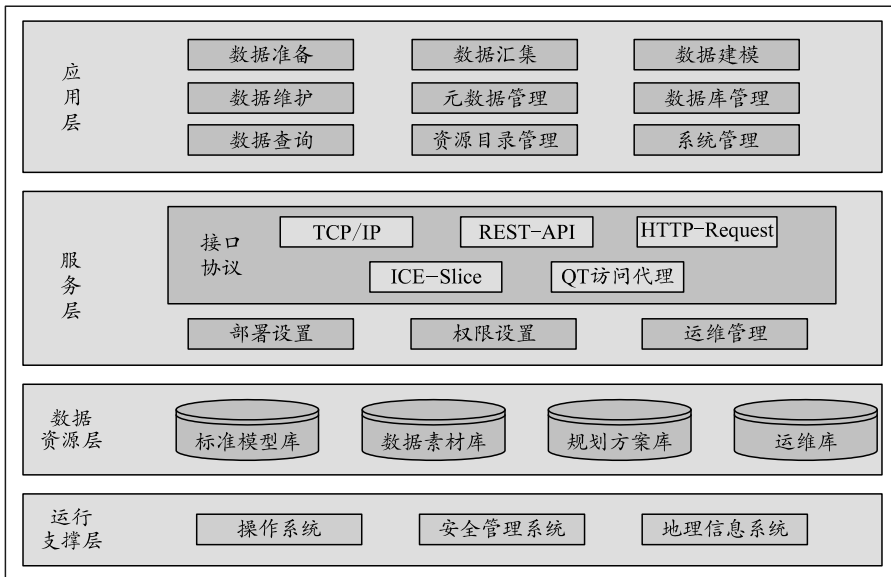 应用层
数据准备 数据汇集 数据建模
数据维护 元数据管理 数据库管理
数据查询 资源目录管理 系统管理
服务层
接口协议
TCP/IP REST-API HTTP-Request
ICE-Slice QT访问代理
部署设置 权限设置 运维管理
数据
资源层
标准模型库 数据素材库 规划方案库 运维库
运行
支撑层
操作系统 安全管理系统 地理信息系统